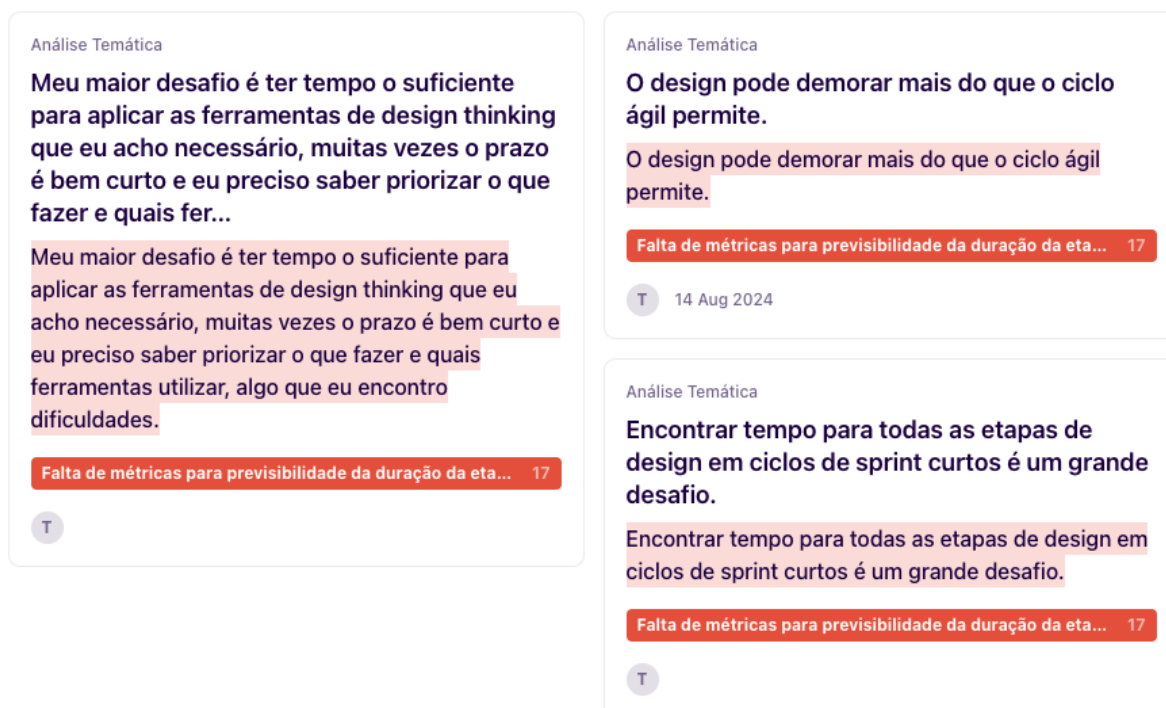 Análise Temática
Meu maior desafio é ter tempo o suficiente
para aplicar as ferramentas de design thinking
que eu acho necessário, muitas vezes o prazo
é bem curto e eu preciso saber priorizar o que
fazer e quais fer...
Meu maior desafio é ter tempo o suficiente para
aplicar as ferramentas de design thinking que eu
acho necessário, muitas vezes o prazo é bem curto e
eu preciso saber priorizar o que fazer e quais
ferramentas utilizar, algo que eu encontro
dificuldades.
Falta de métricas para previsibilidade da duração da eta... 17
T
Análise Temática
O design pode demorar mais do que o ciclo
ágil permite.
O design pode demorar mais do que o ciclo ágil
permite.
Falta de métricas para previsibilidade da duração da eta... 17
T 14 Aug 2024
Análise Temática
Encontrar tempo para todas as etapas de
design em ciclos de sprint curtos é um grande
desafio.
Encontrar tempo para todas as etapas de design em
ciclos de sprint curtos é um grande desafio.
Falta de métricas para previsibilidade da duração da eta... 17
T